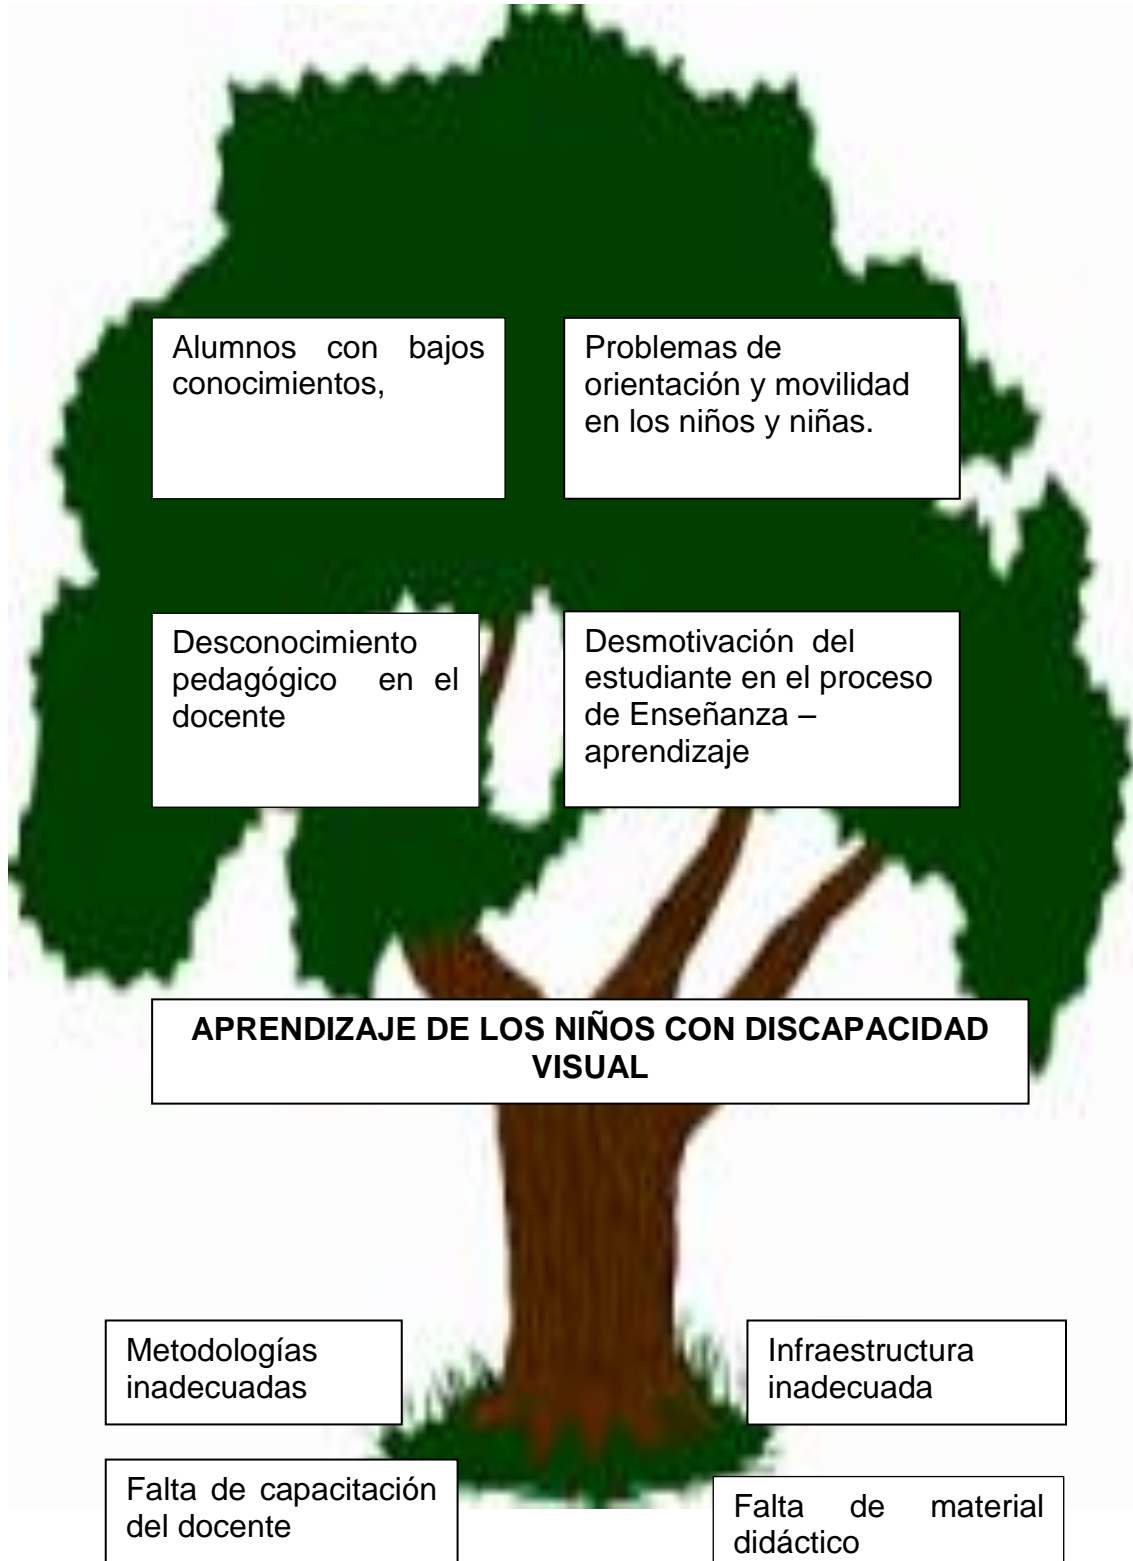 Alumnos con bajos
conocimientos,
Problemas de
orientación y movilidad
en los niños y niñas.
Desconocimiento
pedagógico en el
docente
Desmotivación del
estudiante en el proceso
de Enseñanza –
aprendizaje
APRENDIZAJE DE LOS NIÑOS CON DISCAPACIDAD
VISUAL
Metodologías
inadecuadas
Infraestructura
inadecuada
Falta de capacitación
del docente
Falta de material
didáctico